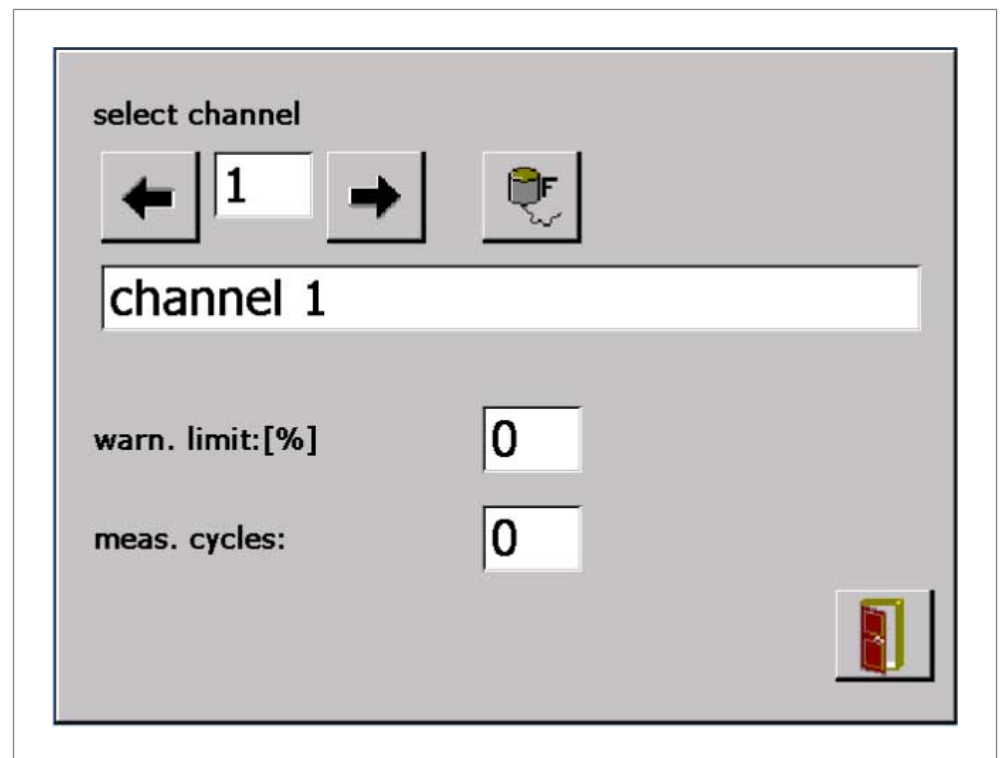 select channel
1
F
channel 1
warn. limit:[%] 0
meas. cycles: 0